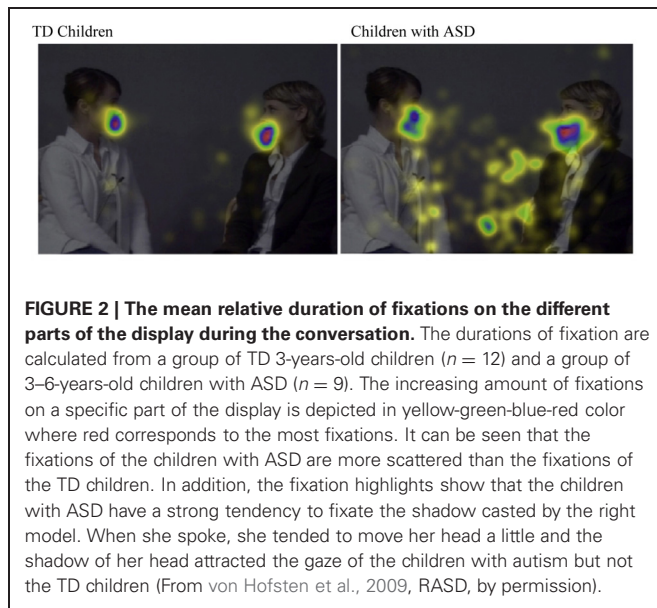 TD Children
Children with ASD
FIGURE 2 | The mean relative duration of fixations on the different
parts of the display during the conversation. The durations of fixation are
calculated from a group of TD 3-years-old children (n = 12) and a group of
3–6-years-old children with ASD (n = 9). The increasing amount of fixations
on a specific part of the display is depicted in yellow-green-blue-red color
where red corresponds to the most fixations. It can be seen that the
fixations of the children with ASD are more scattered than the fixations of
the TD children. In addition, the fixation highlights show that the children
with ASD have a strong tendency to fixate the shadow casted by the right
model. When she spoke, she tended to move her head a little and the
shadow of her head attracted the gaze of the children with autism but not
the TD children (From von Hofsten et al., 2009, RASD, by permission).